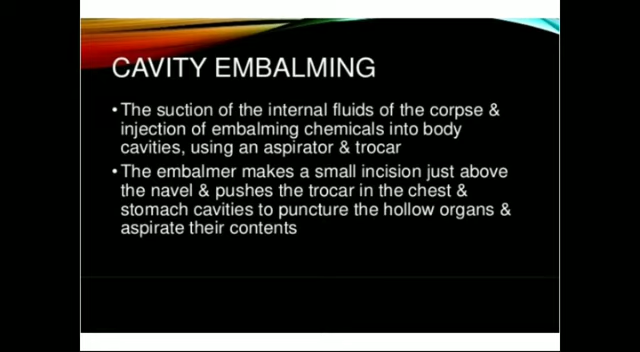 CAVITY EMBALMING
• The suction of the internal fluids of the corpse &
injection of embalming chemicals into body
cavities, using an aspirator & trocar
• The embalmer makes a small incision just above
the navel & pushes the trocar in the chest &
stomach cavities to puncture the hollow organs &
aspirate their contents